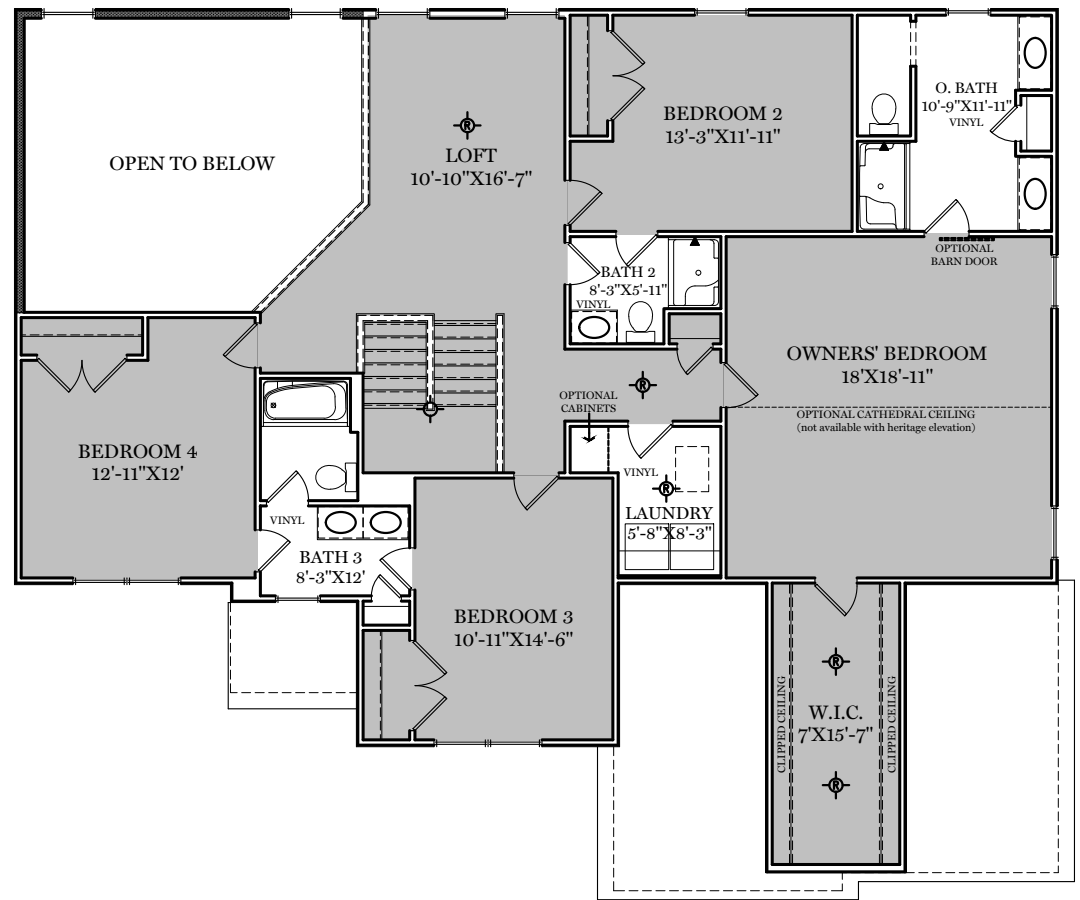 OPEN TO BELOW
R
LOFT
10'-10"X16'-7"
BEDROOM 2
13'-3"X11'-11"
O. BATH
10'-9"X11'-11"
VINYL
OPTIONAL
BARN DOOR
BATH 2
8'-3"X5'-11"
VINYL
OWNERS' BEDROOM
18'X18'-11"
OPTIONAL CATHEDRAL CEILING
(not available with heritage elevation)
R
OPTIONAL
CABINETS
BEDROOM 4
12'-11"X12'
VINYL
BATH 3
8'-3"X12'
VINYL
R
LAUNDRY
5'-8"X8'-3"
BEDROOM 3
10'-11"X14'-6"
R
CLIPPED CEILING
W.I.C.
7'X15'-7"
CLIPPED CEILING
R